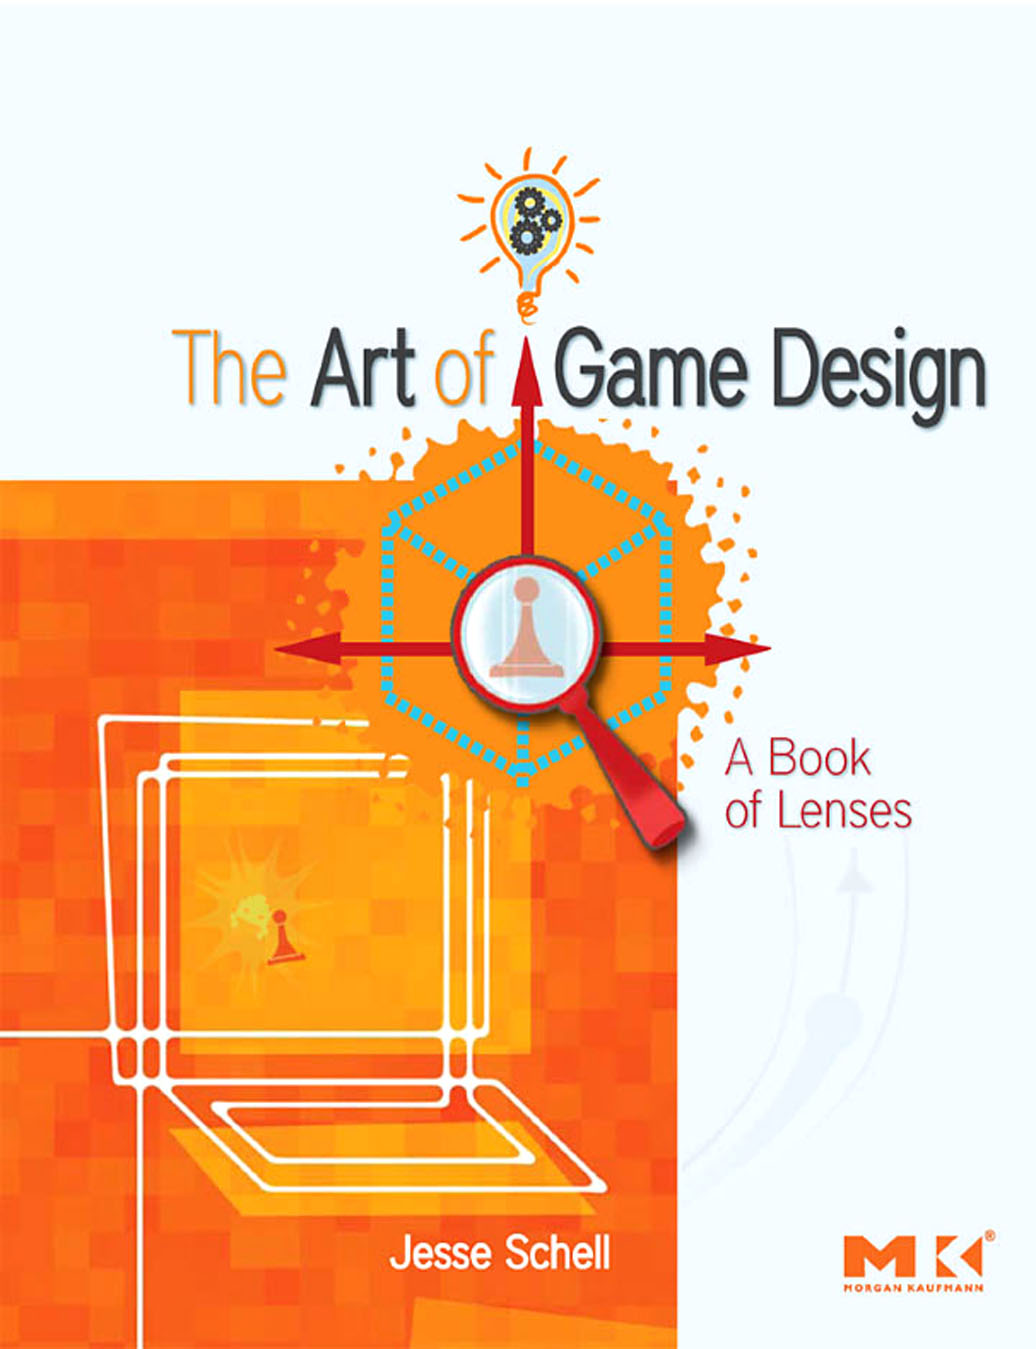 The Art of Game Design
A Book
of Lenses
Jesse Schell
MK®
MORGAN KAUFMANN